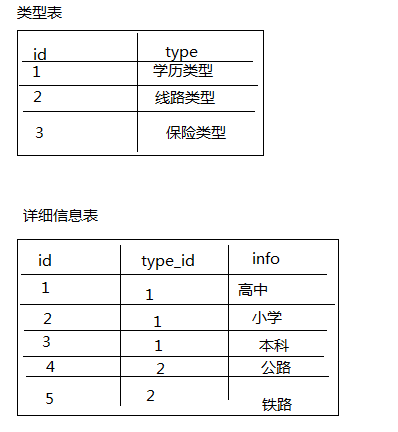 类型表
id type
1 学历类型
2 线路类型
3 保险类型
详细信息表
id type_id info
1 1 高中
2 1 小学
3 1 本科
4 2 公路
5 2 铁路